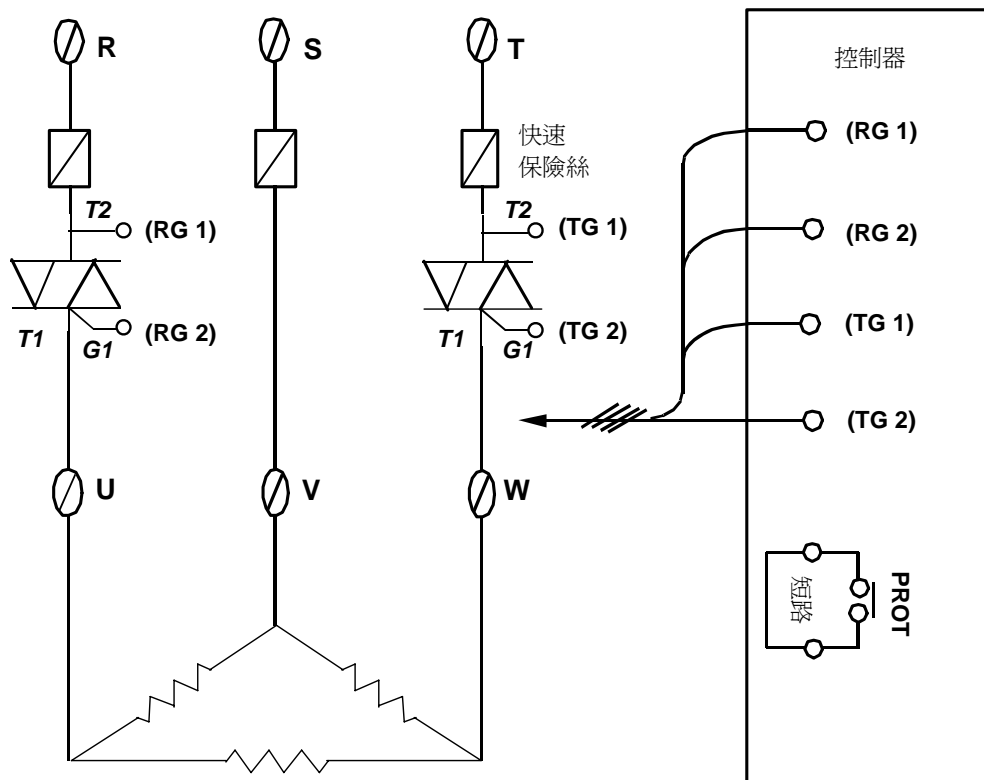 R
S
T
控制器
快速
保險絲
(RG 1)
T2
(RG 1)
T2
(TG 1)
(RG 2)
T1
G1
(RG 2)
T1
G1
(TG 2)
(TG 1)
(TG 2)
U
V
W
短路
PROT